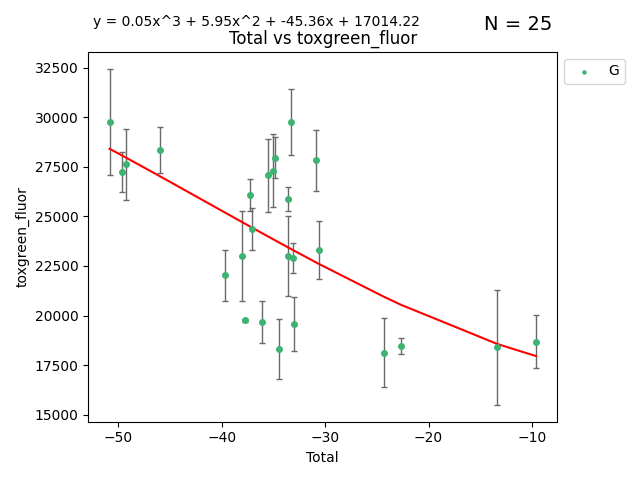 y = 0.05x^3 + 5.95x^2 + -45.36x + 17014.22
N = 25
Total vs toxgreen_fluor
G
32500
30000
27500
25000
22500
20000
17500
15000
toxgreen_fluor
−50
−40
−30
−20
−10
Total